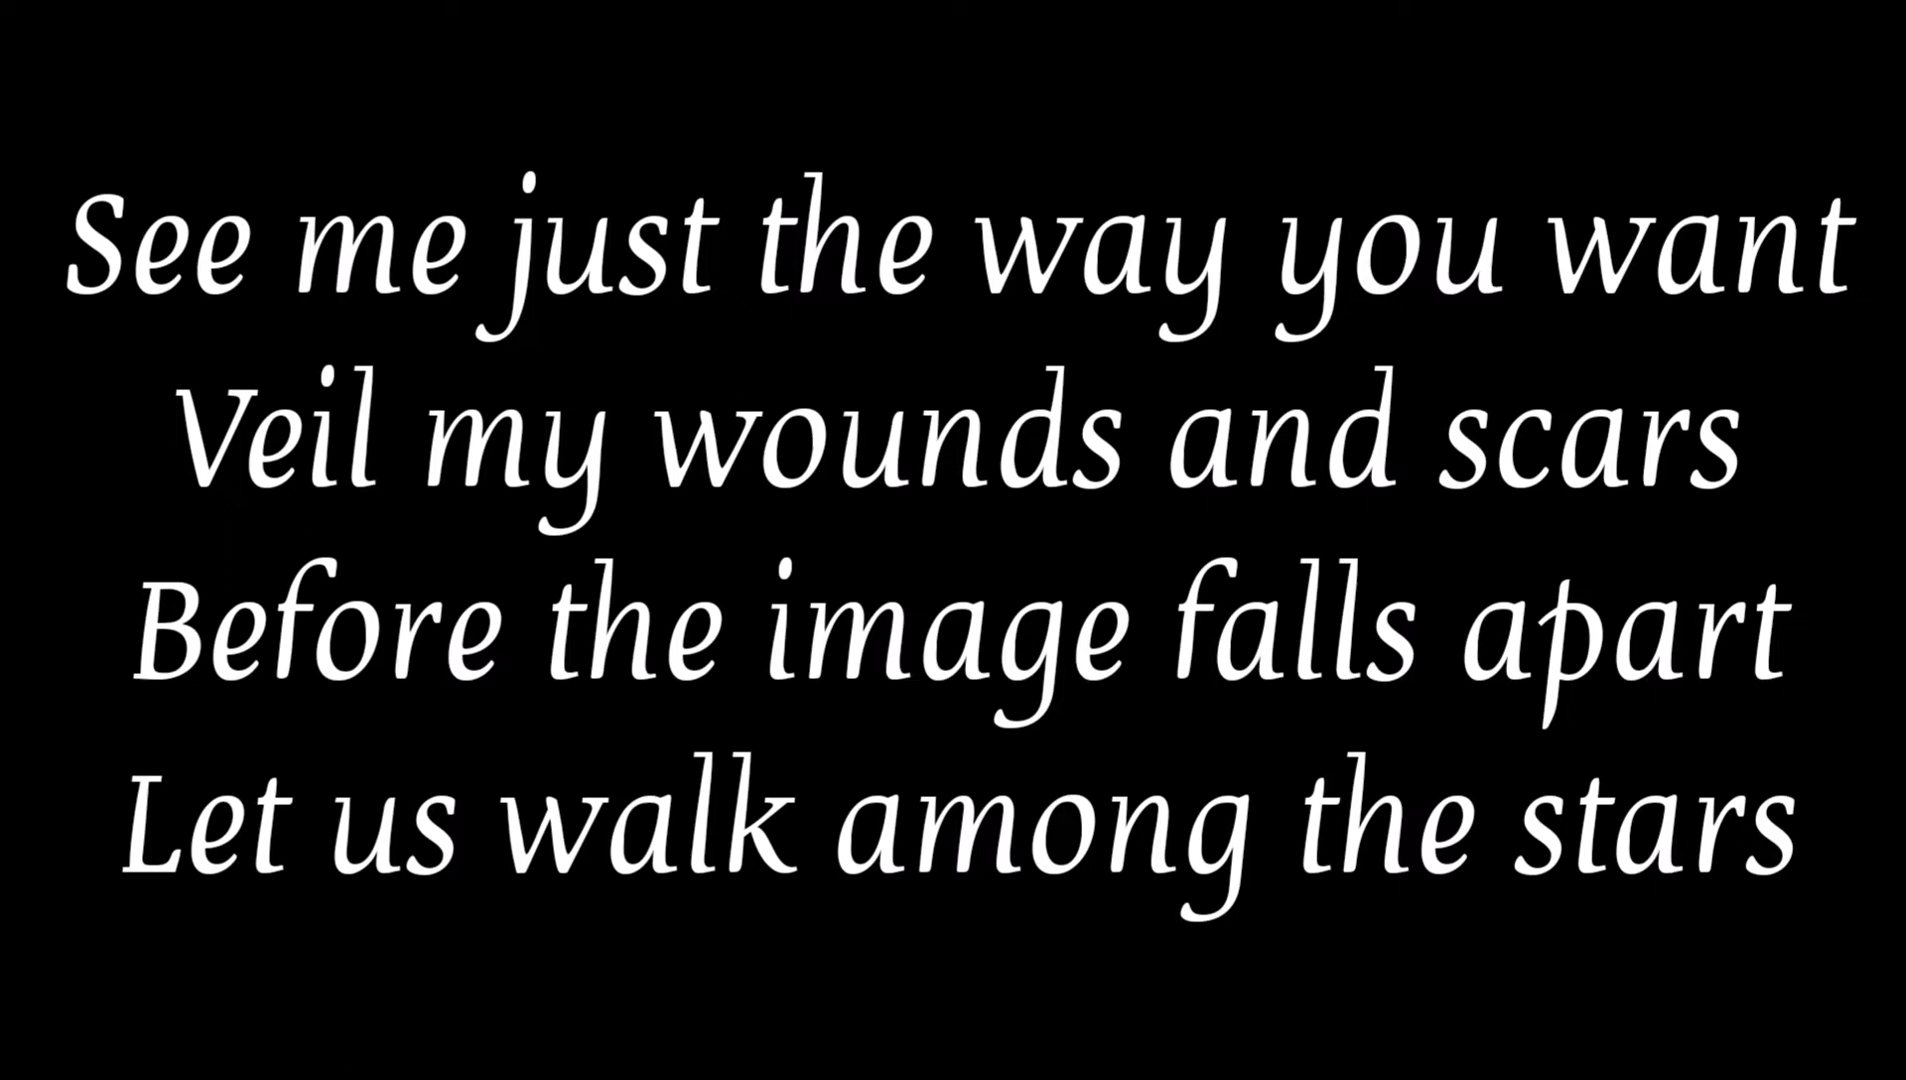 See me just the way you want
Veil my wounds and scars
Before the image falls apart
Let us walk among the stars